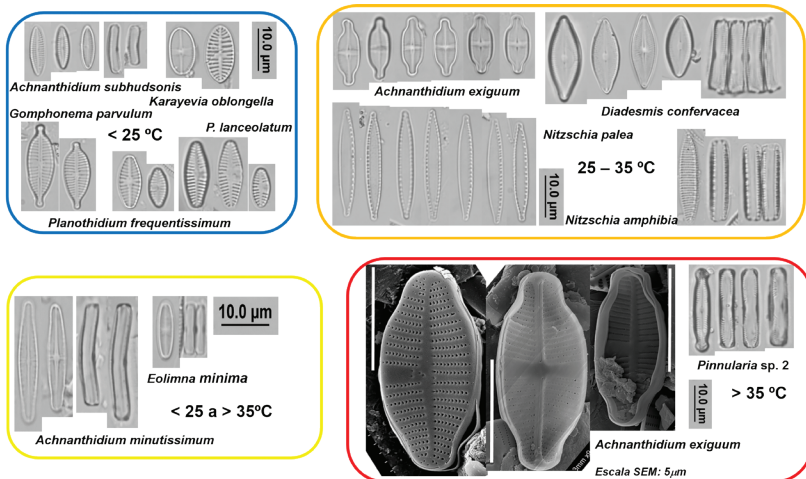 10.0 µm
Achnanthidium subhudsonis
Karayevia oblongella
Gomphonema parvulum
< 25 ºC
P. lanceolatum
Planothidium frequentissimum
Achnanthidium exiguum
Diadesmis confervacea
Nitzschia palea
25 – 35 ºC
10.0 µm
Nitzschia amphibia
10.0 µm
Eolimna minima
< 25 a > 35ºC
Achnanthidium minutissimum
Pinnularia sp. 2
> 35 ºC
10.0 µm
Achnanthidium exiguum
Escala SEM: 5µm